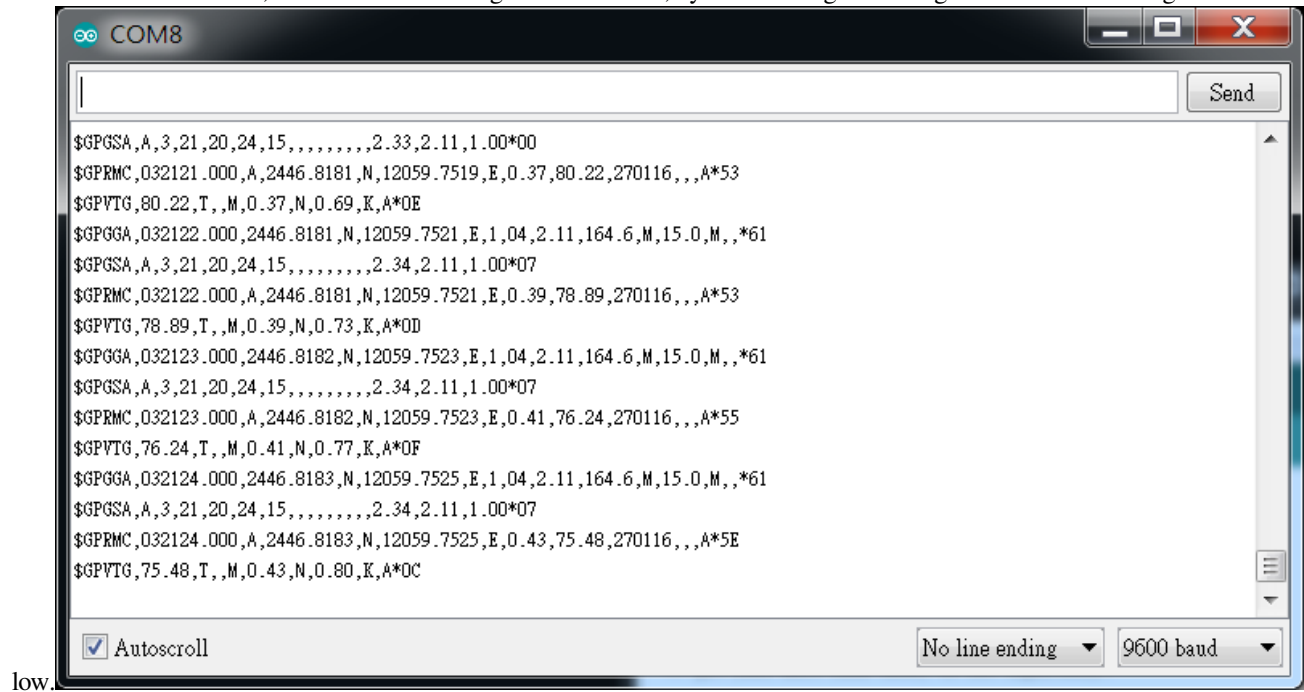 COM8
Send
$GPGSA,A,3,21,20,24,15,,,,,,,,,2.33,2.11,1.00*00
$GPRMC,032121.000,A,2446.8181,N,12059.7519,E,0.37,80.22,270116,,,A*53
$GPVTG,80.22,T,,M,0.37,N,0.69,K,A*0E
$GPGGA,032122.000,2446.8181,N,12059.7521,E,1,04,2.11,164.6,M,15.0,M,,*61
$GPGSA,A,3,21,20,24,15,,,,,,,,,2.34,2.11,1.00*07
$GPRMC,032122.000,A,2446.8181,N,12059.7521,E,0.39,78.89,270116,,,A*53
$GPVTG,78.89,T,,M,0.39,N,0.73,K,A*0D
$GPGGA,032123.000,2446.8182,N,12059.7523,E,1,04,2.11,164.6,M,15.0,M,,*61
$GPGSA,A,3,21,20,24,15,,,,,,,,,2.34,2.11,1.00*07
$GPRMC,032123.000,A,2446.8182,N,12059.7523,E,0.41,76.24,270116,,,A*55
$GPVTG,76.24,T,,M,0.41,N,0.77,K,A*0F
$GPGGA,032124.000,2446.8183,N,12059.7525,E,1,04,2.11,164.6,M,15.0,M,,*61
$GPGSA,A,3,21,20,24,15,,,,,,,,,2.34,2.11,1.00*07
$GPRMC,032124.000,A,2446.8183,N,12059.7525,E,0.43,75.48,270116,,,A*5E
$GPVTG,75.48,T,,M,0.43,N,0.80,K,A*0C
Autoscroll No line ending 9600 baud
low.